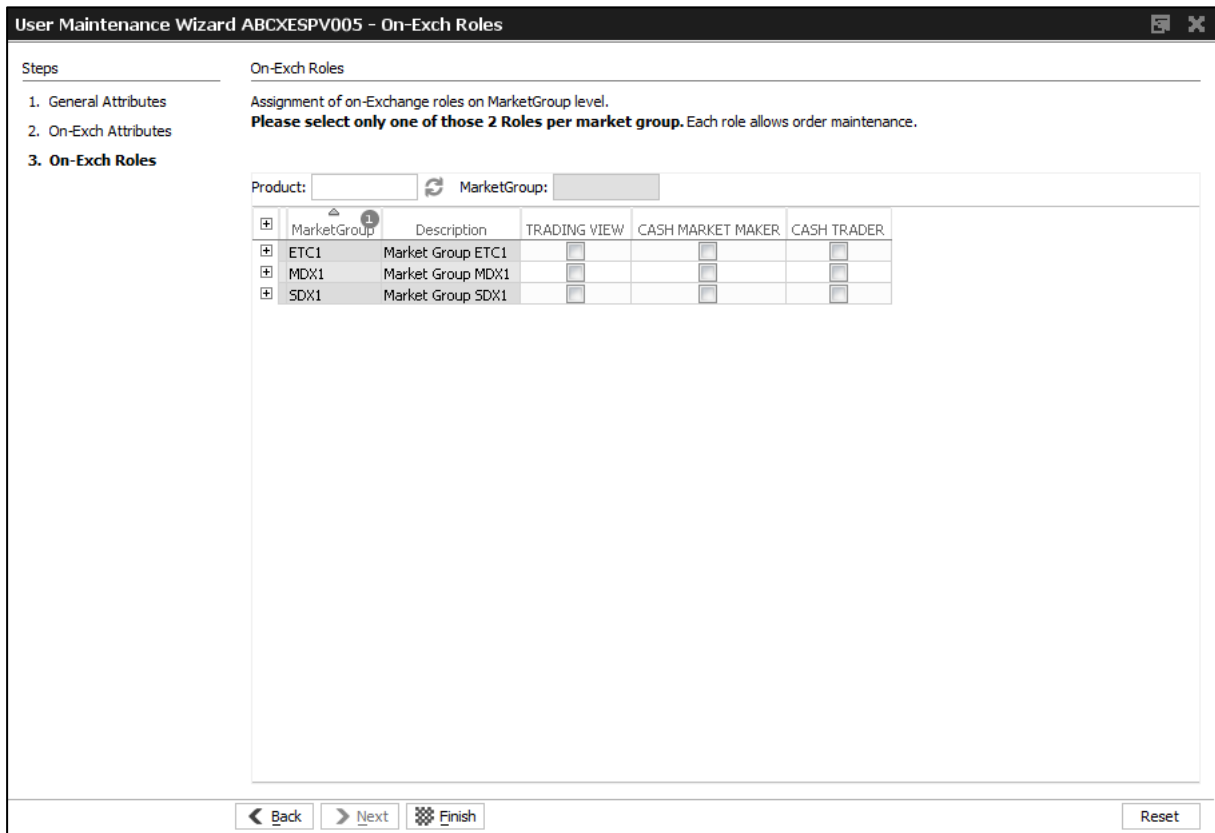 User Maintenance Wizard ABCXESPV005 - On-Exch Roles
Steps
1. General Attributes
2. On-Exch Attributes
3. On-Exch Roles
On-Exch Roles
Assignment of on-Exchange roles on MarketGroup level.
Please select only one of those 2 Roles per market group. Each role allows order maintenance.
Product: MarketGroup:
MarketGroup 1 Description TRADING VIEW CASH MARKET MAKER CASH TRADER
ETC1 Market Group ETC1
MDX1 Market Group MDX1
SDX1 Market Group SDX1
Back Next Finish Reset